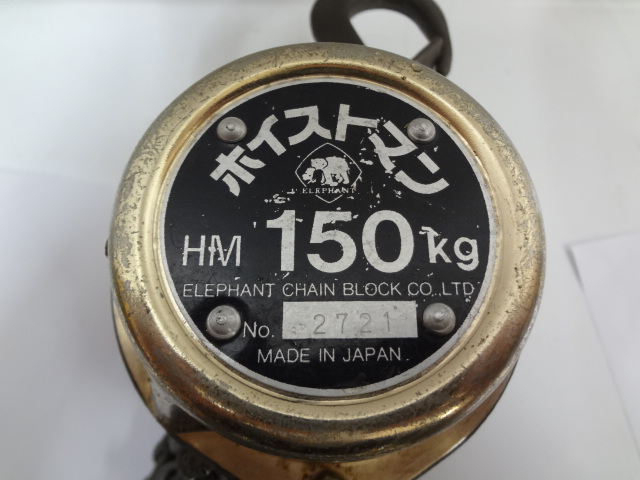 ホイストマン
ELEPHANT
HM 150 kg
ELEPHANT CHAIN BLOCK CO., LTD
No. 2721
MADE IN JAPAN